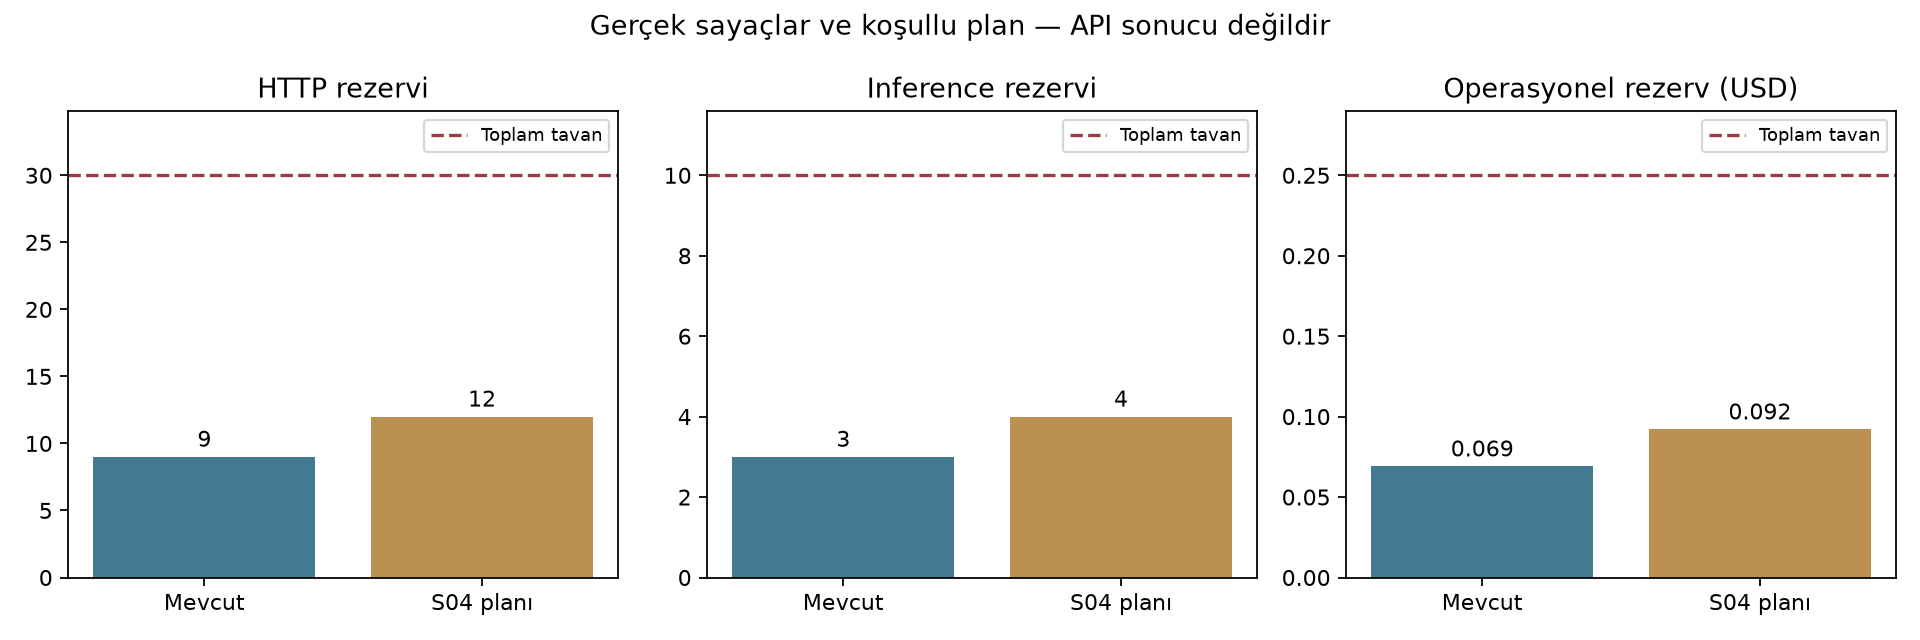 Gerçek sayaçlar ve koşullu plan — API sonucu değildir
HTTP rezervi
Toplam tavan
30
25
20
15
10
5
0
9
12
Mevcut
S04 planı
Inference rezervi
Toplam tavan
10
8
6
4
2
0
3
4
Mevcut
S04 planı
Operasyonel rezerv (USD)
Toplam tavan
0.25
0.20
0.15
0.10
0.05
0.00
0.069
0.092
Mevcut
S04 planı